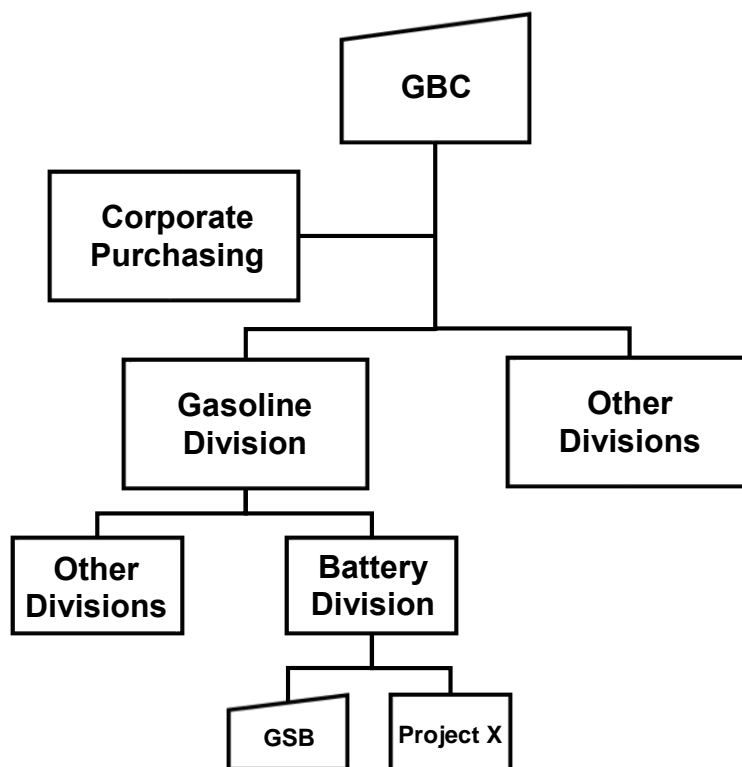 GBC
Corporate
Purchasing
Gasoline
Division
Other
Divisions
Other
Divisions
Battery
Division
GSB
Project X